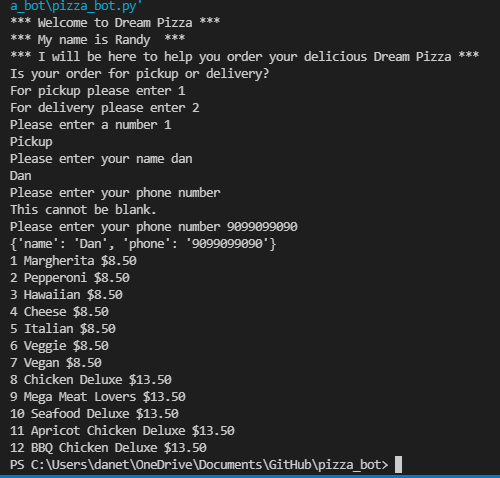 a_bot\pizza_bot.py'
*** Welcome to Dream Pizza ***
*** My name is Randy  ***
*** I will be here to help you order your delicious Dream Pizza ***
Is your order for pickup or delivery?
For pickup please enter 1
For delivery please enter 2
Please enter a number 1
Pickup
Please enter your name dan
Dan
Please enter your phone number
This cannot be blank.
Please enter your phone number 9099099090
{'name': 'Dan', 'phone': '9099099090'}
1 Margherita $8.50
2 Pepperoni $8.50
3 Hawaiian $8.50
4 Cheese $8.50
5 Italian $8.50
6 Veggie $8.50
7 Vegan $8.50
8 Chicken Deluxe $13.50
9 Mega Meat Lovers $13.50
10 Seafood Deluxe $13.50
11 Apricot Chicken Deluxe $13.50
12 BBQ Chicken Deluxe $13.50
PS C:\Users\danet\OneDrive\Documents\GitHub\pizza_bot>